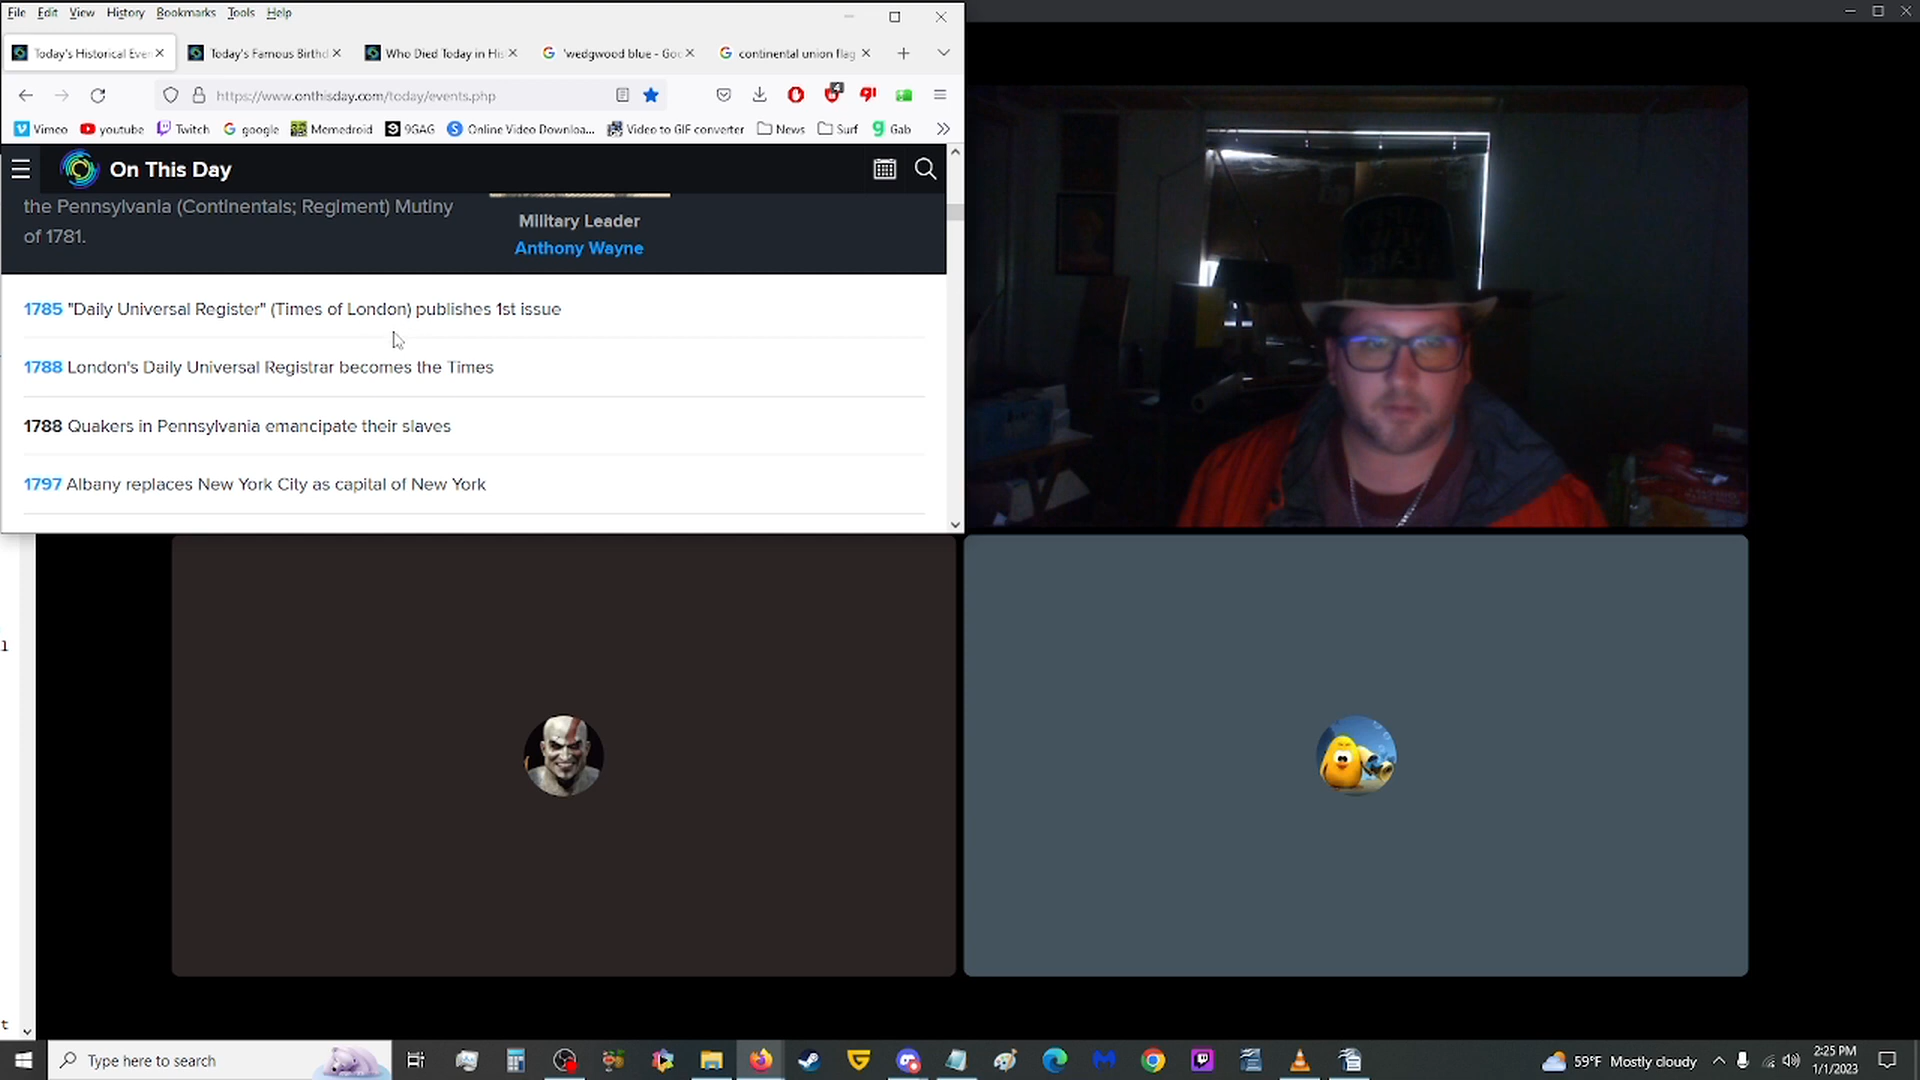 File Edit View History Bookmarks Tools Help
Today's Historical Even
Today's Famous Birthd
Who Died Today in His
'wedgwood blue - Goo
continental union flag
https://www.onthisday.com/today/events.php
4
Vimeo youtube Twitch google Memedroid 9GAG Online Video Downloa... Video to GIF converter News Surf Gab
On This Day
the Pennsylvania (Continentals; Regiment) Mutiny
of 1781.
Military Leader
Anthony Wayne
1785 "Daily Universal Register" (Times of London) publishes 1st issue
1788 London's Daily Universal Registrar becomes the Times
1788 Quakers in Pennsylvania emancipate their slaves
1797 Albany replaces New York City as capital of New York
l
t
Type here to search
59°F Mostly cloudy
2:25 PM
1/1/2023